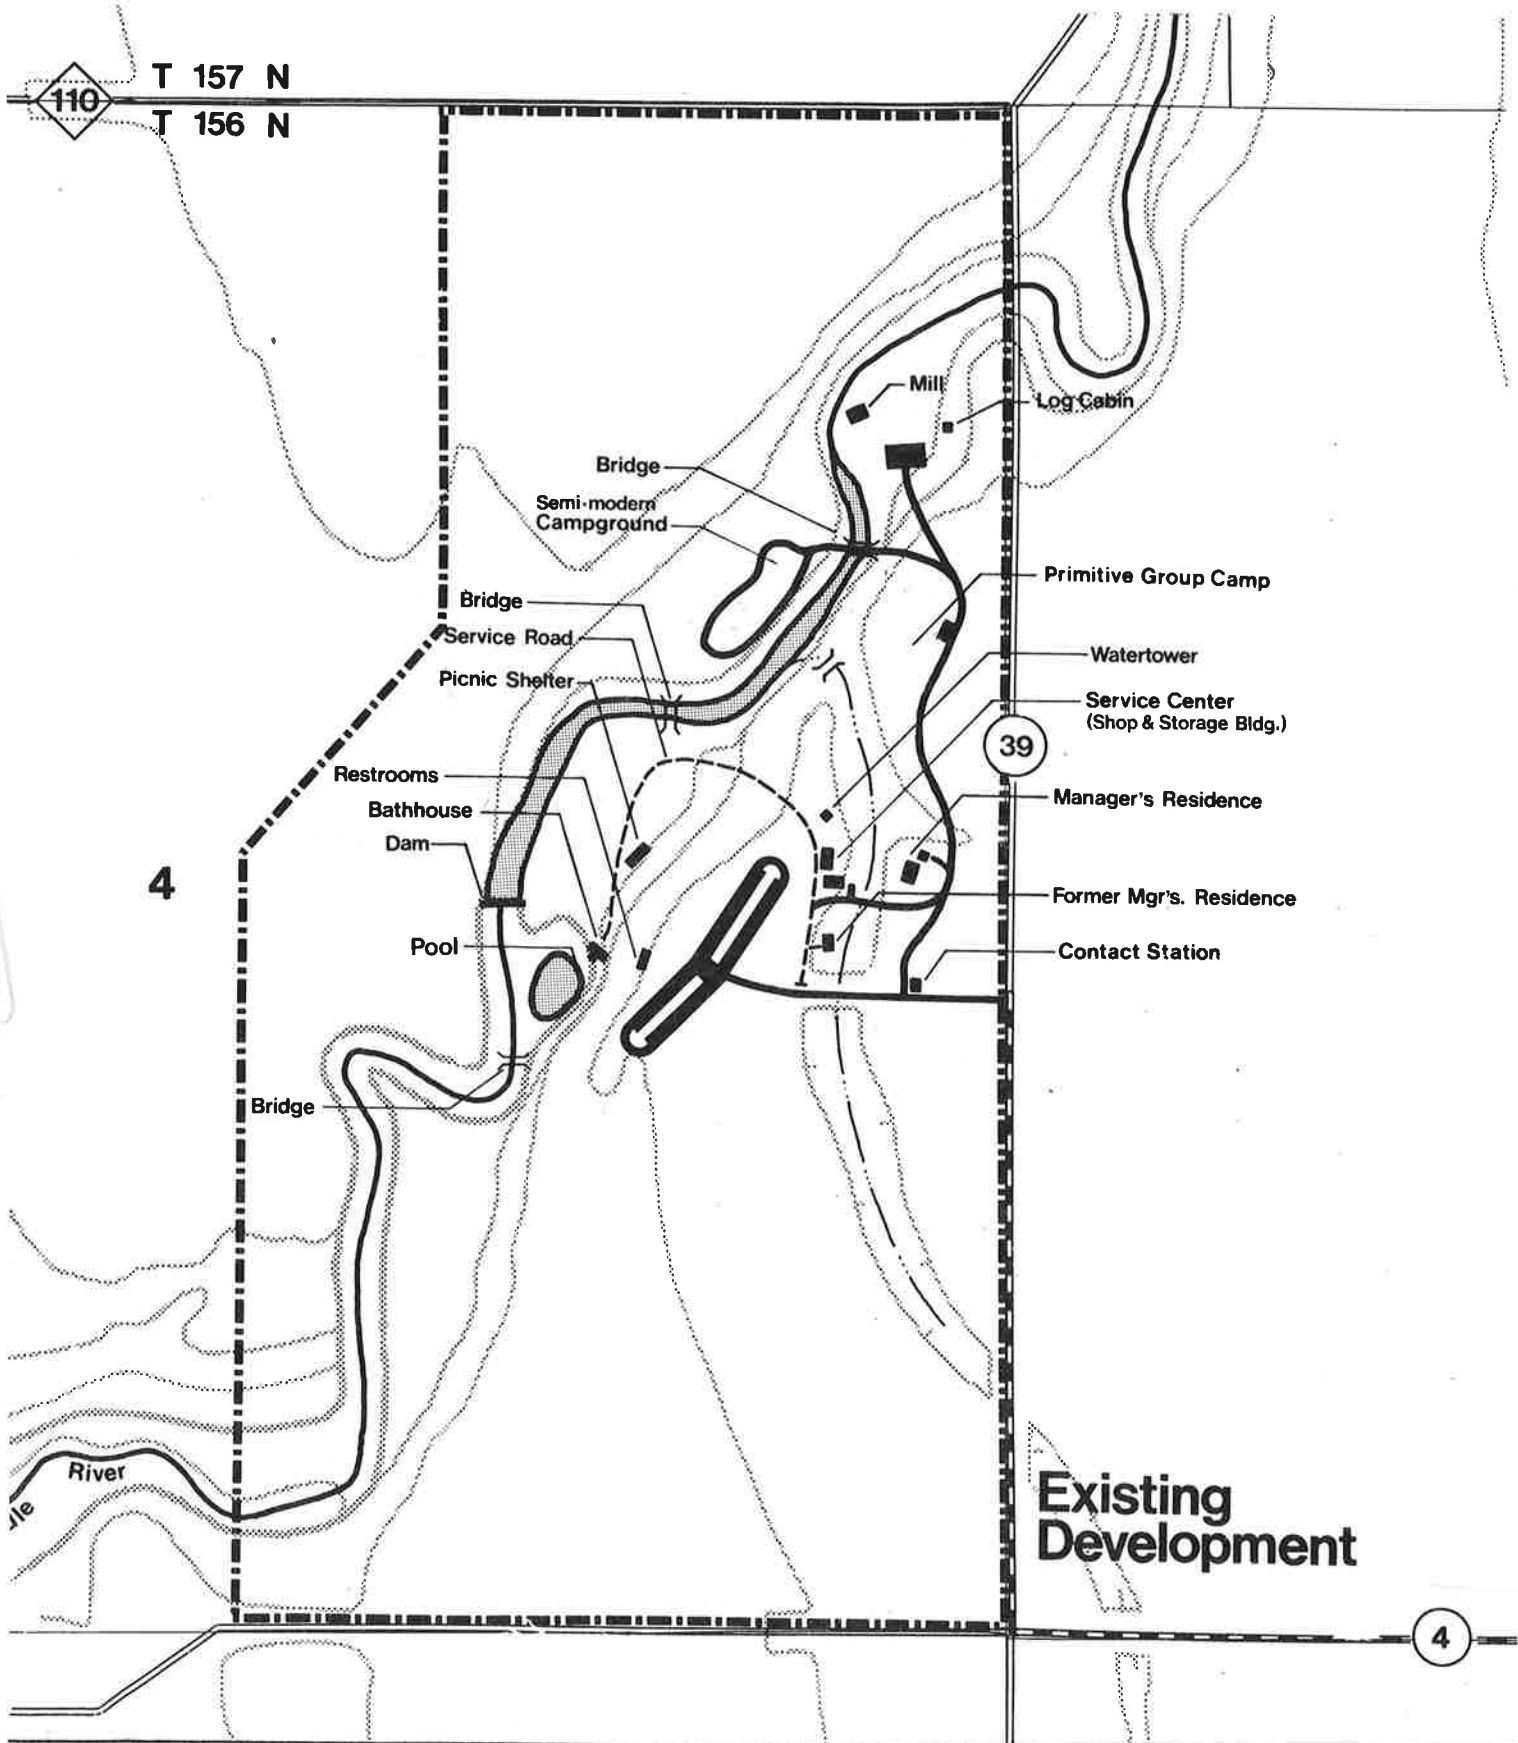 T 157 N
110
T 156 N
Mill
Log Cabin
Bridge
Semi-modern
Campground
Primitive Group Camp
Bridge
Service Road
Watertower
Picnic Shelter
Service Center
(Shop & Storage Bldg.)
39
Restrooms
Manager's Residence
Bathhouse
Dam
4
Former Mgr's. Residence
Pool
Contact Station
Bridge
River
Existing
Development
4